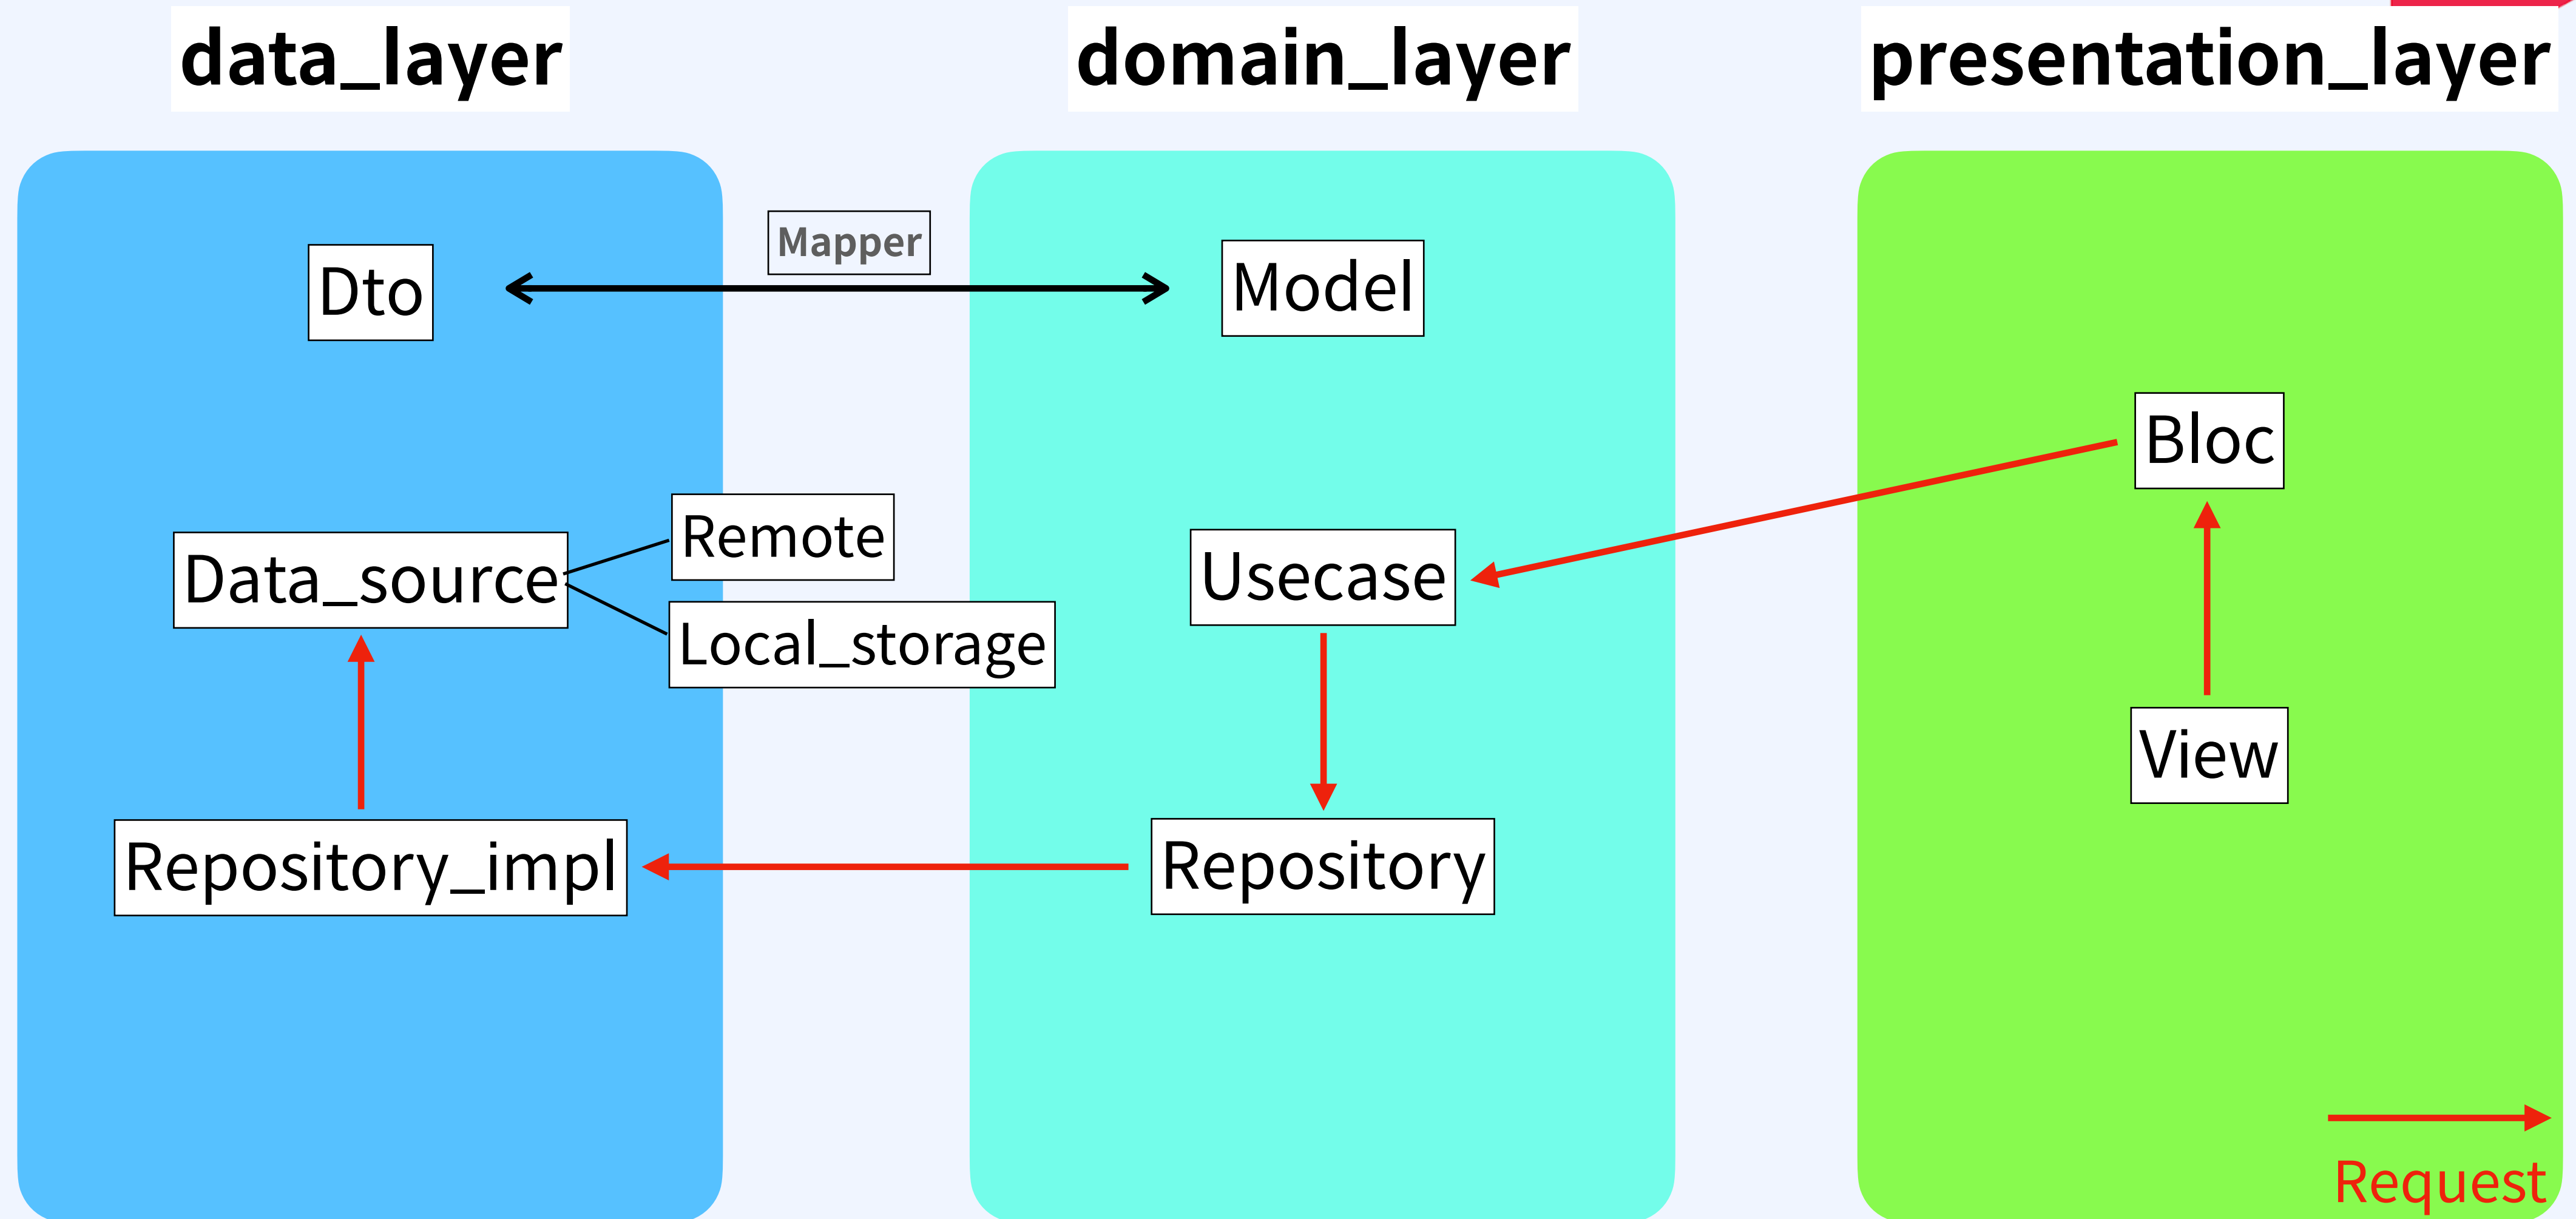 data_layer
domain_layer
presentation_layer
Mapper
Dto
Model
Bloc
Remote
Data_source
Usecase
Local_storage
View
Repository_impl
Repository
Request